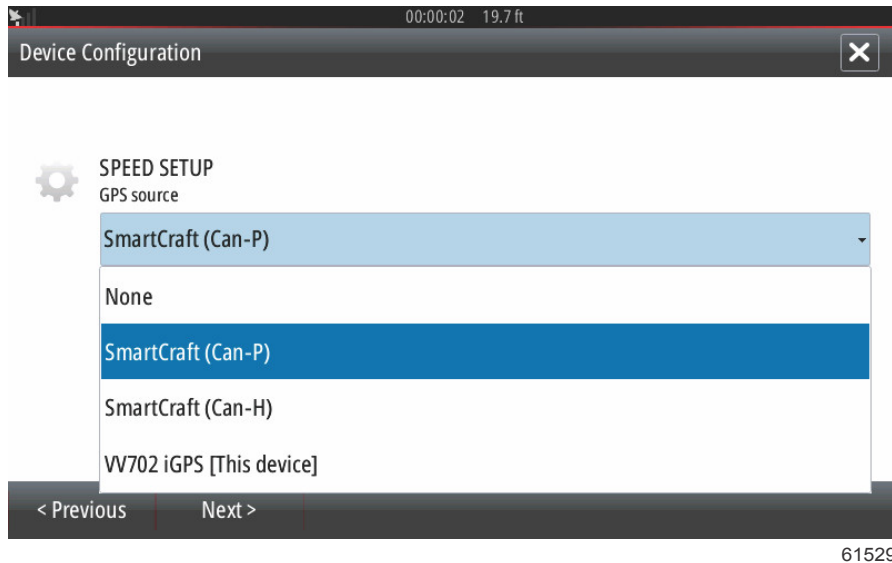 00:00:02 19.7 ft
Device Configuration
SPEED SETUP
GPS source
SmartCraft (Can-P)
None
SmartCraft (Can-P)
SmartCraft (Can-H)
VV702 iGPS [This device]
< Previous Next >
61529